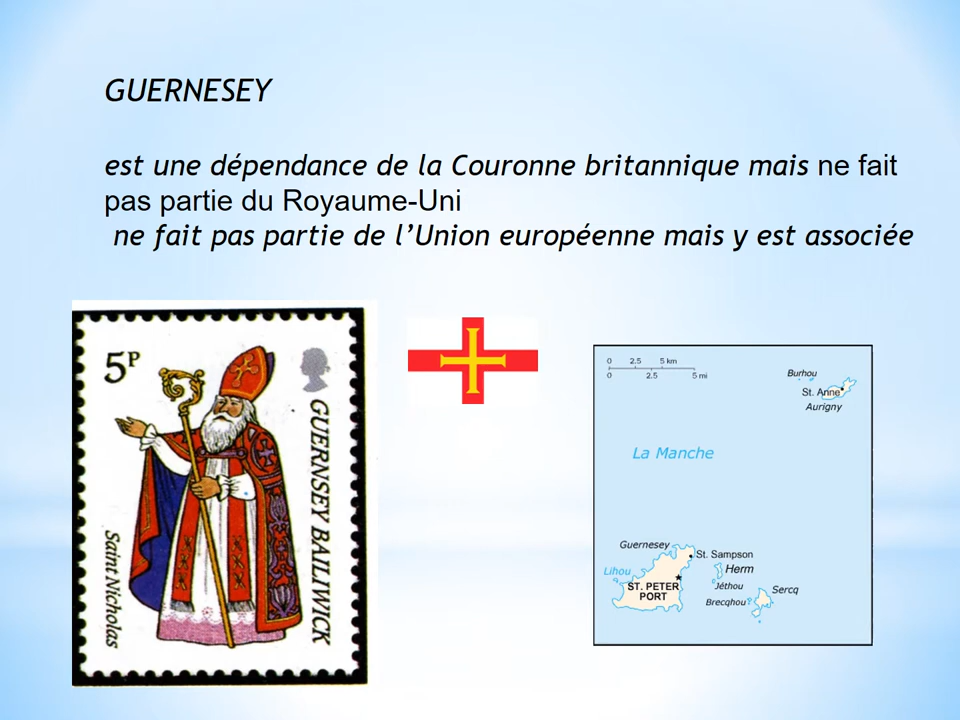 GUERNESEY
est une dépendance de la Couronne britannique mais ne fait
pas partie du Royaume-Uni
ne fait pas partie de l’Union européenne mais y est associée
5P
GUERNSEY BAILIWICK
Saint Nicholas
0 2.5 5 km
0 2.5 5 mi
Burhou
St. Anne
Aurigny
La Manche
Guernesey
St. Sampson
Lihou
Herm
ST. PETER
PORT
Jéthou
Sercq
Brecqhou